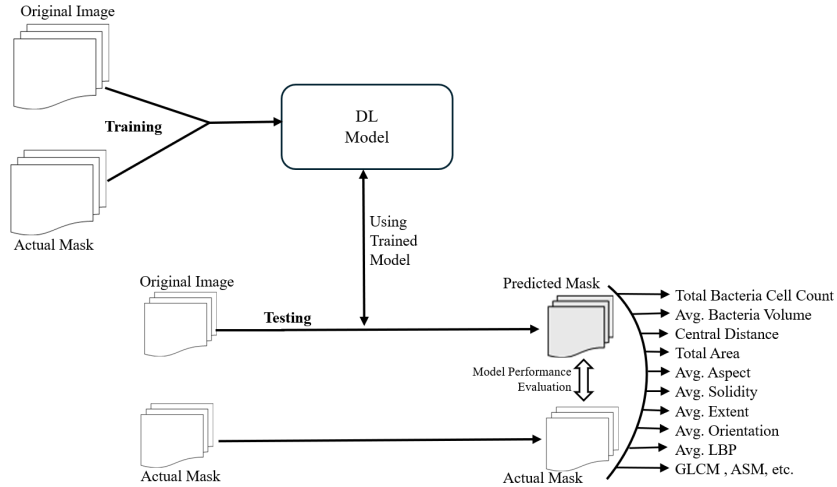 Original Image
Training
DL
Model
Actual Mask
Using
Trained
Model
Original Image
Testing
Predicted Mask
Model Performance
Evaluation
Actual Mask
Actual Mask
Total Bacteria Cell Count
Avg. Bacteria Volume
Central Distance
Total Area
Avg. Aspect
Avg. Solidity
Avg. Extent
Avg. Orientation
Avg. LBP
GLCM , ASM, etc.